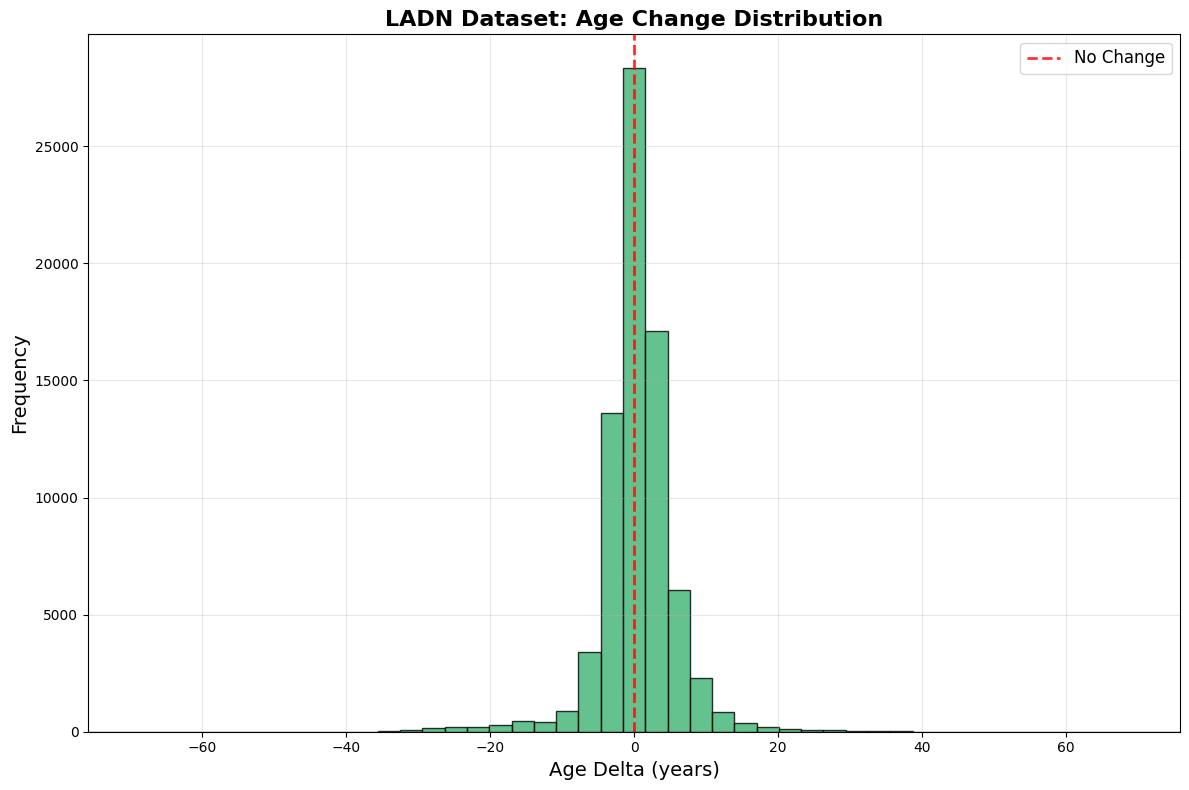 LADN Dataset: Age Change Distribution
No Change
Frequency
25000
20000
15000
10000
5000
0
−60 −40 −20 0 20 40 60
Age Delta (years)